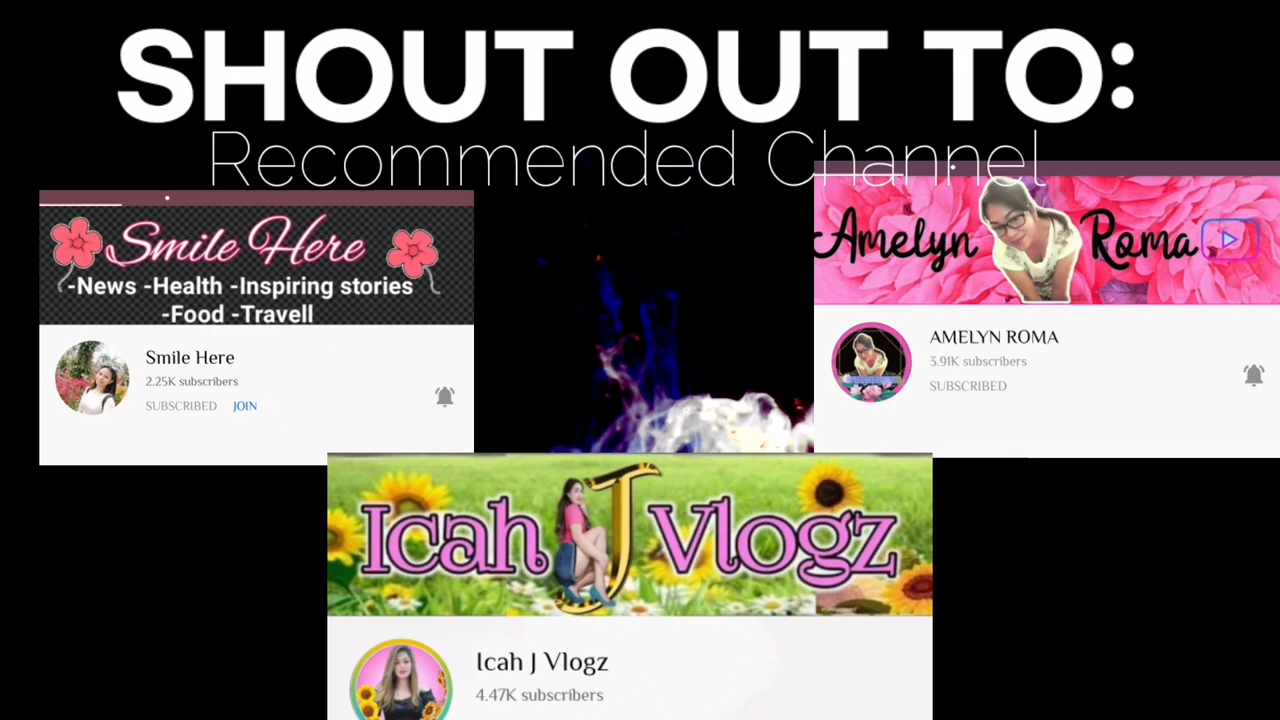 SHOUT OUT TO:
Recommended Channel
Smile Here
-News -Health -Inspiring stories
-Food -Travell
Smile Here
2.25K subscribers
SUBSCRIBED JOIN
Amelyn Roma
AMELYN ROMA
3.91K subscribers
SUBSCRIBED
Icah J Vlogz
Icah J Vlogz
4.47K subscribers